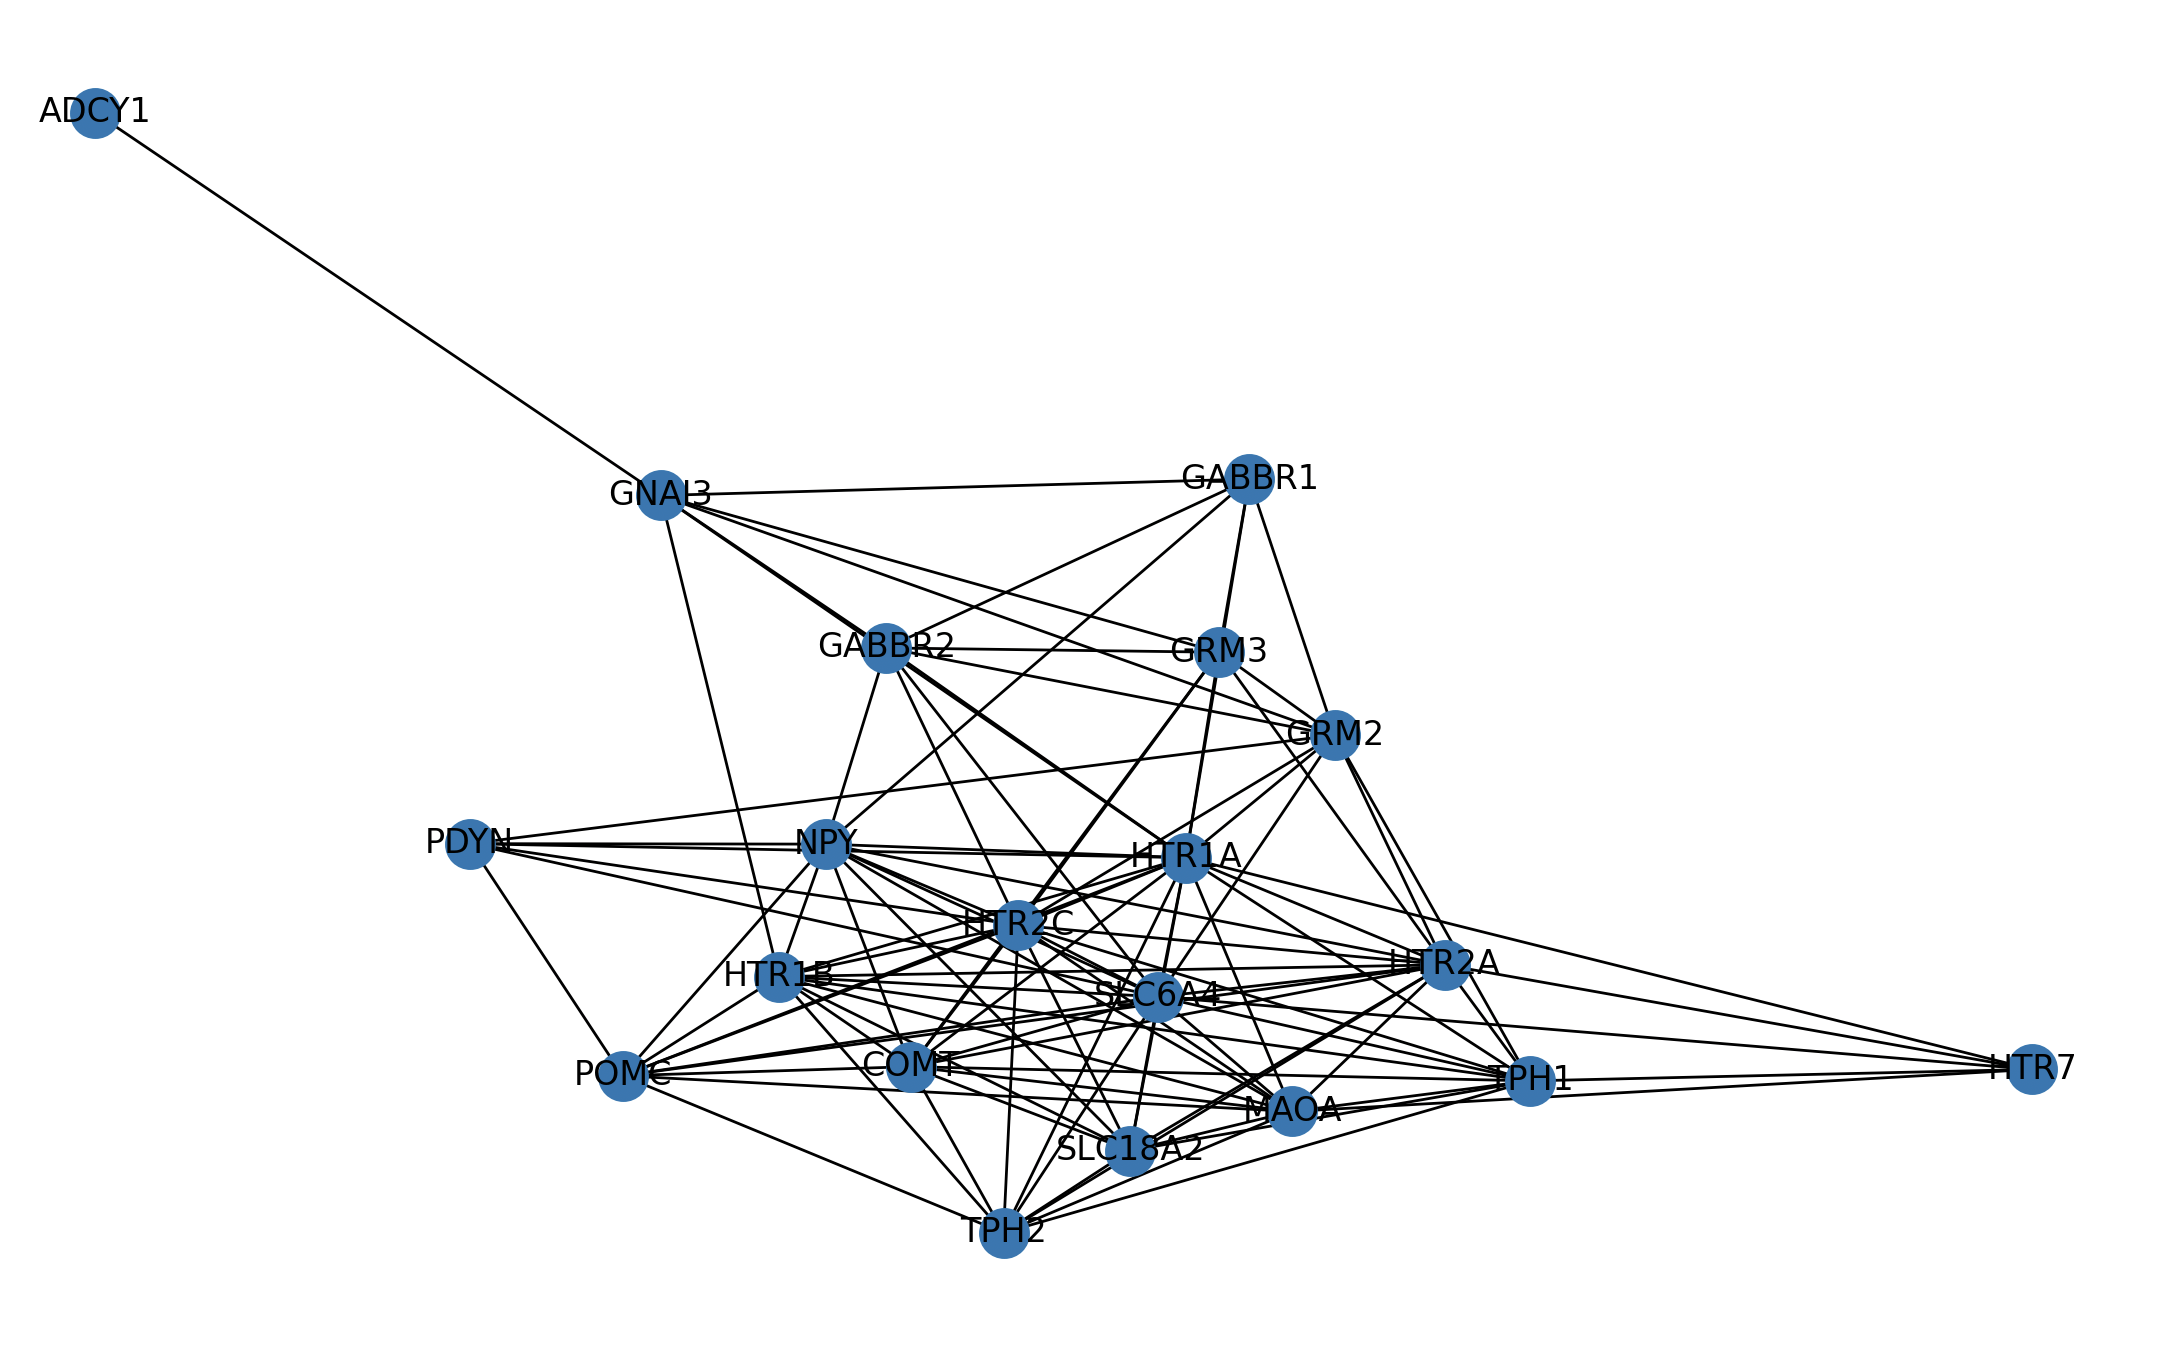 ADCY1
GNAI3
GABBR1
GABBR2
GRM3
GRM2
PDYN
NPY
HTR1A
HTR2C
HTR2A
HTR1B
SLC6A4
POMC
COMT
TPH1
HTR7
MAOA
SLC18A2
TPH2